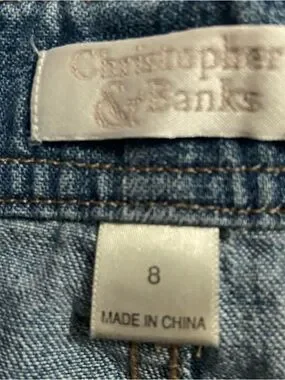 Christopher
& Banks
8
MADE IN CHINA